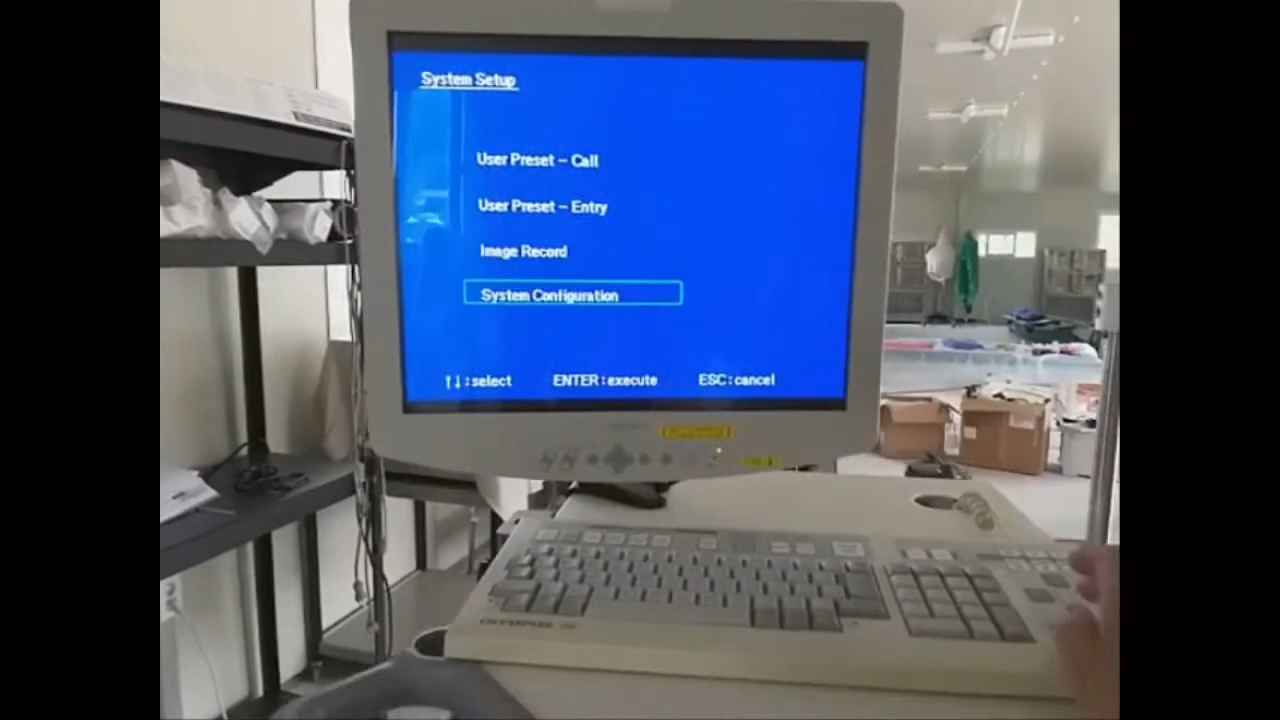 System Setup
User Preset – Call
User Preset – Entry
Image Record
System Configuration
↑↓:select ENTER:execute ESC:cancel
OLYMPUS